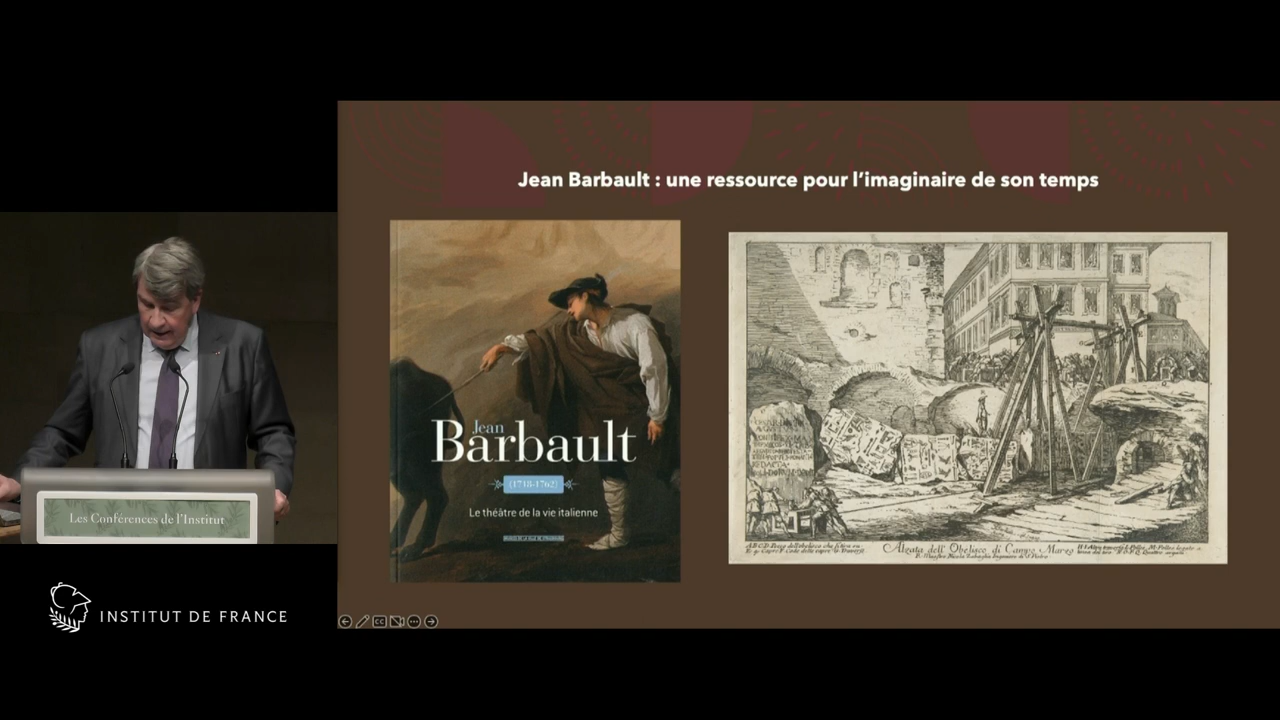 Jean Barbault : une ressource pour l’imaginaire de son temps
Jean
Barbault
(1718-1762)
Le théâtre de la vie italienne
Alzata dell' Obelisco di Campo Marzo
Les Conférences de l’Institut
INSTITUT DE FRANCE